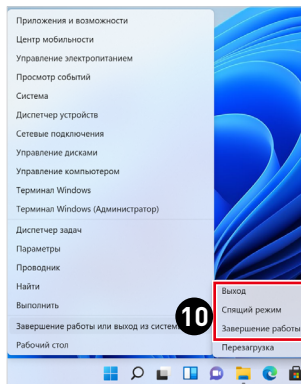 Приложения и возможности
Центр мобильности
Управление электропитанием
Просмотр событий
Система
Диспетчер устройств
Сетевые подключения
Управление дисками
Управление компьютером
Терминал Windows
Терминал Windows (Администратор)
Диспетчер задач
Параметры
Проводник
Найти
Выполнить
Завершение работы или выход из систем
Рабочий стол
10
Выход
Спящий режим
Завершение работы
Перезагрузка